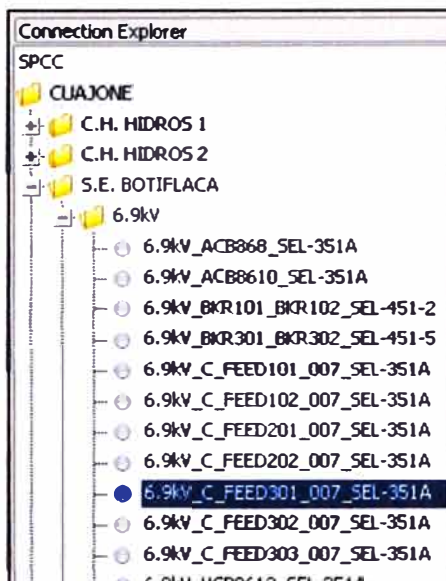 Connection Explorer
SPCC
CUAJONE
C.H. HIDROS 1
C.H. HIDROS 2
S.E. BOTIFLACA
6.9kV
6.9kV_ACB868_SEL-351A
6.9kV_ACB8610_SEL-351A
6.9kV_BKR101_BKR102_SEL-451-2
6.9kV_BKR301_BKR302_SEL-451-5
6.9kV_C_FEED101_007_SEL-351A
6.9kV_C_FEED102_007_SEL-351A
6.9kV_C_FEED201_007_SEL-351A
6.9kV_C_FEED202_007_SEL-351A
6.9kV_C_FEED301_007_SEL-351A
6.9kV_C_FEED302_007_SEL-351A
6.9kV_C_FEED303_007_SEL-351A